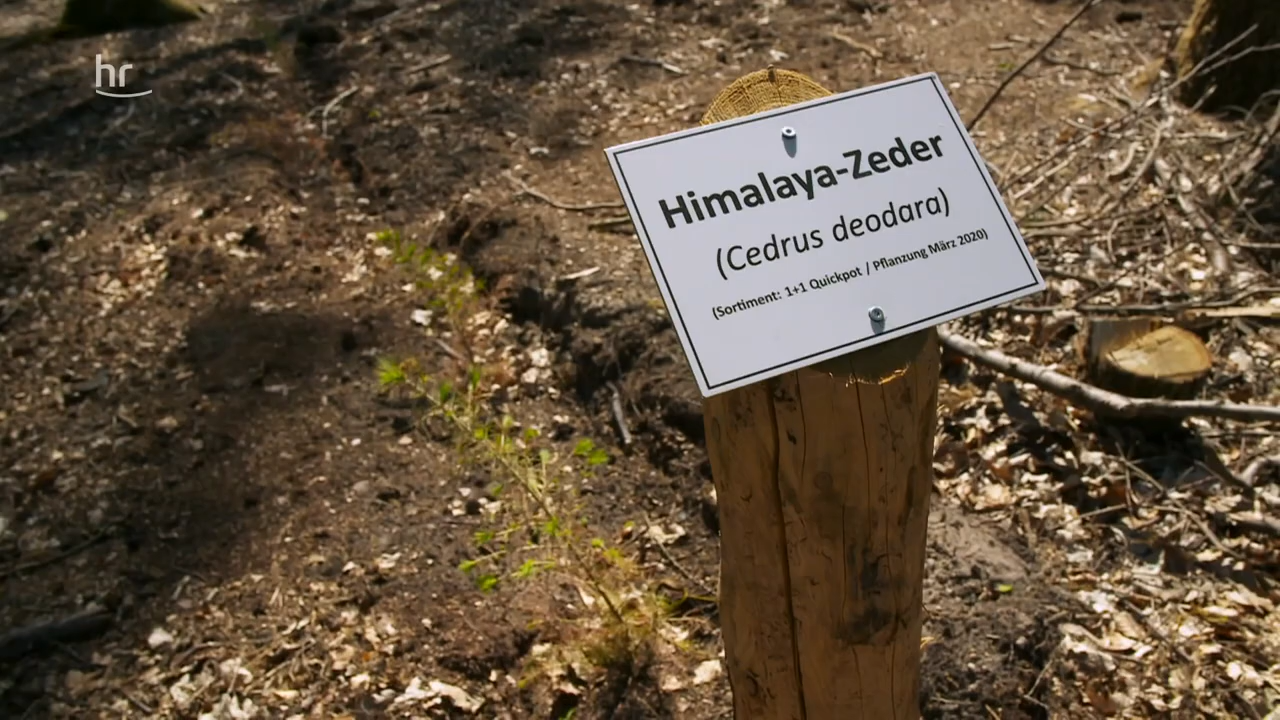 hr
Himalaya-Zeder
(Cedrus deodara)
(Sortiment: 1+1 Quickpot / Pflanzung März 2020)